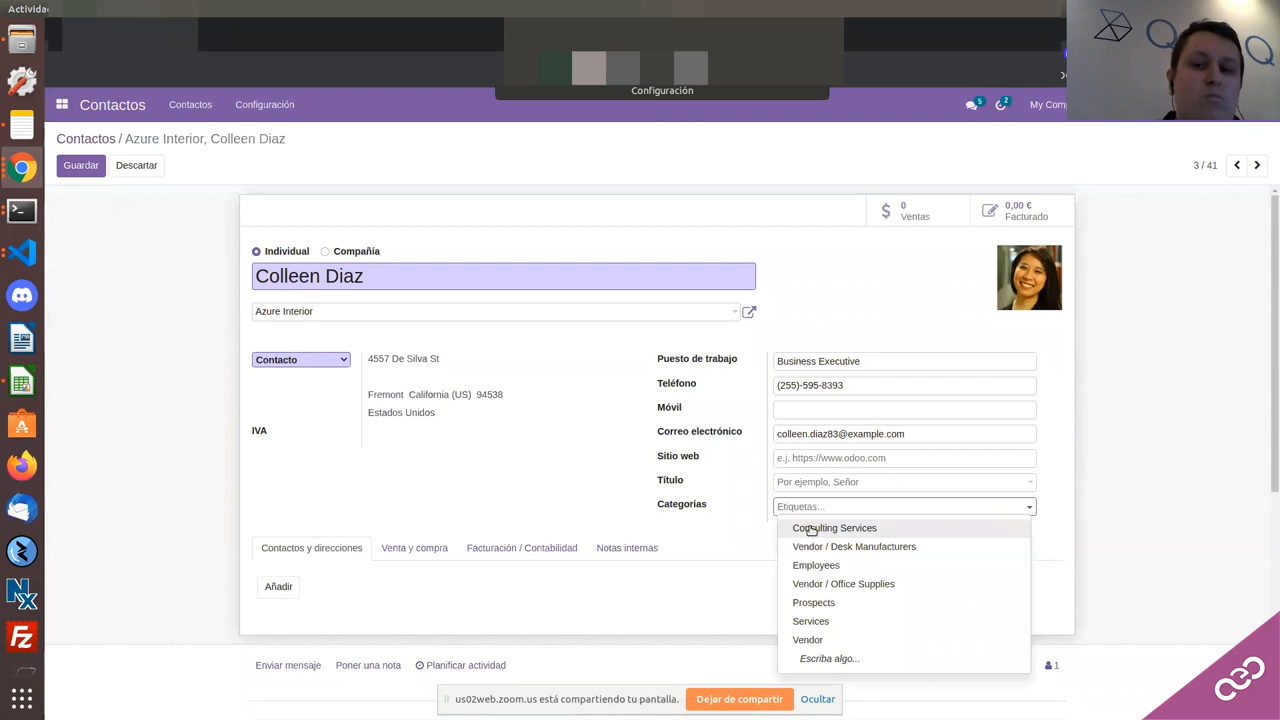 Activida
Configuración
Contactos
Contactos
Configuración
5
2
My Comp
Contactos / Azure Interior, Colleen Diaz
Guardar
Descartar
3 / 41
0
Ventas
0,00 €
Facturado
Individual
Compañía
Colleen Diaz
Azure Interior
Contacto
4557 De Silva St
Fremont California (US) 94538
Estados Unidos
IVA
Puesto de trabajo
Business Executive
Teléfono
(255)-595-8393
Móvil
Correo electrónico
colleen.diaz83@example.com
Sitio web
e.j. https://www.odoo.com
Título
Por ejemplo, Señor
Categorías
Etiquetas...
Consulting Services
Vendor / Desk Manufacturers
Employees
Vendor / Office Supplies
Prospects
Services
Vendor
Escriba algo...
Contactos y direcciones
Venta y compra
Facturación / Contabilidad
Notas internas
Añadir
Enviar mensaje
Poner una nota
Planificar actividad
1
us02web.zoom.us está compartiendo tu pantalla.
Dejar de compartir
Ocultar